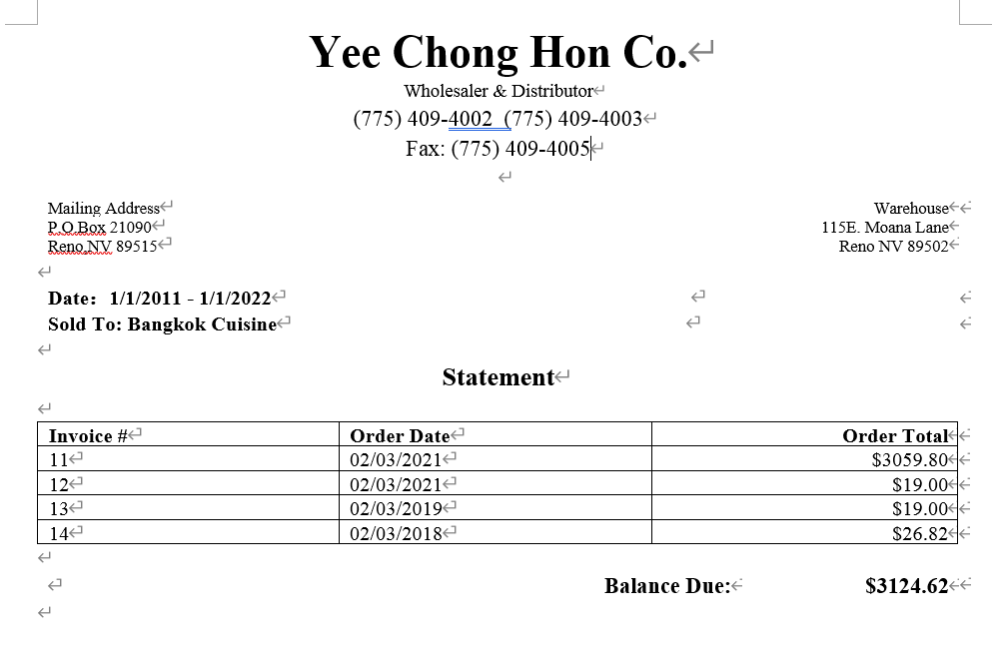 Yee Chong Hon Co.
Wholesaler & Distributor
(775) 409-4002  (775) 409-4003
Fax: (775) 409-4005
Mailing Address Warehouse
P.O.Box 21090 115E. Moana Lane
Reno,NV 89515 Reno NV 89502
Date: 1/1/2011 - 1/1/2022
Sold To: Bangkok Cuisine
Statement
Invoice # Order Date Order Total
11 02/03/2021 $3059.80
12 02/03/2021 $19.00
13 02/03/2019 $19.00
14 02/03/2018 $26.82
Balance Due: $3124.62